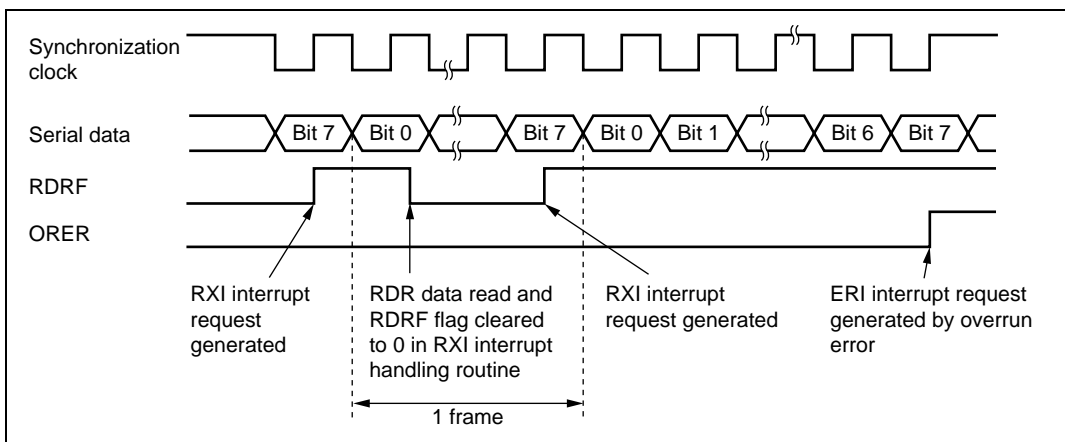 Synchronization
clock
Serial data
Bit 7
Bit 0
Bit 7
Bit 0
Bit 1
Bit 6
Bit 7
RDRF
ORER
RXI interrupt
request
generated
RDR data read and
RDRF flag cleared
to 0 in RXI interrupt
handling routine
RXI interrupt
request generated
ERI interrupt request
generated by overrun
error
1 frame